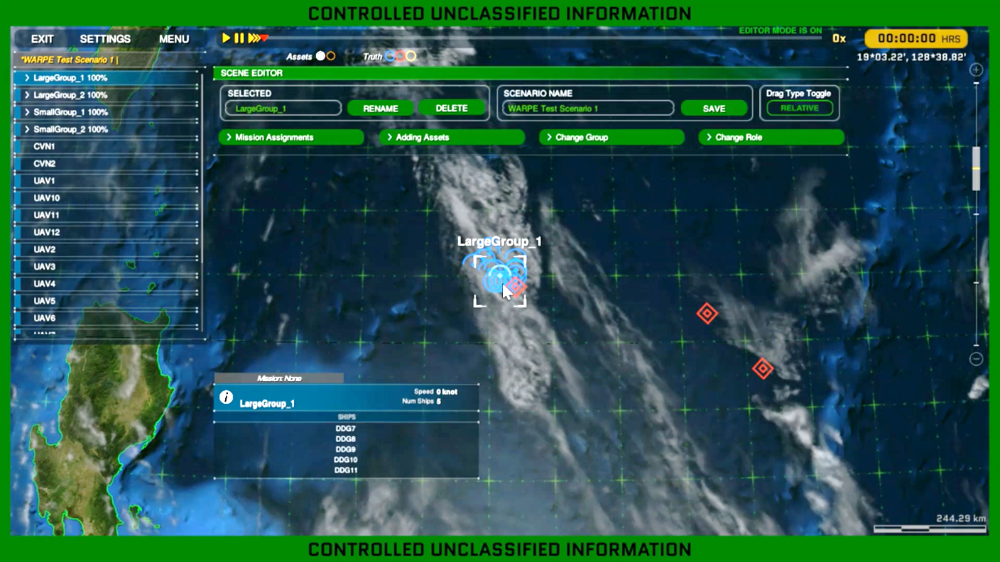 CONTROLLED UNCLASSIFIED INFORMATION
EXIT SETTINGS MENU
EDITOR MODE IS ON
0x
00:00:00 HRS
Assets
Truth
19°03.22', 128°38.82'
*WARPE Test Scenario 1 |
LargeGroup_1 100%
LargeGroup_2 100%
SmallGroup_1 100%
SmallGroup_2 100%
CVN1
CVN2
UAV1
UAV10
UAV11
UAV12
UAV2
UAV3
UAV4
UAV5
UAV6
SCENE EDITOR
SELECTED
LargeGroup_1
RENAME
DELETE
SCENARIO NAME
WARPE Test Scenario 1
SAVE
Drag Type Toggle
RELATIVE
Mission Assignments
Adding Assets
Change Group
Change Role
LargeGroup_1
Mission: None
LargeGroup_1
Speed 0 knot
Num Ships 5
SHIPS
DDG7
DDG8
DDG9
DDG10
DDG11
244.29 km
CONTROLLED UNCLASSIFIED INFORMATION